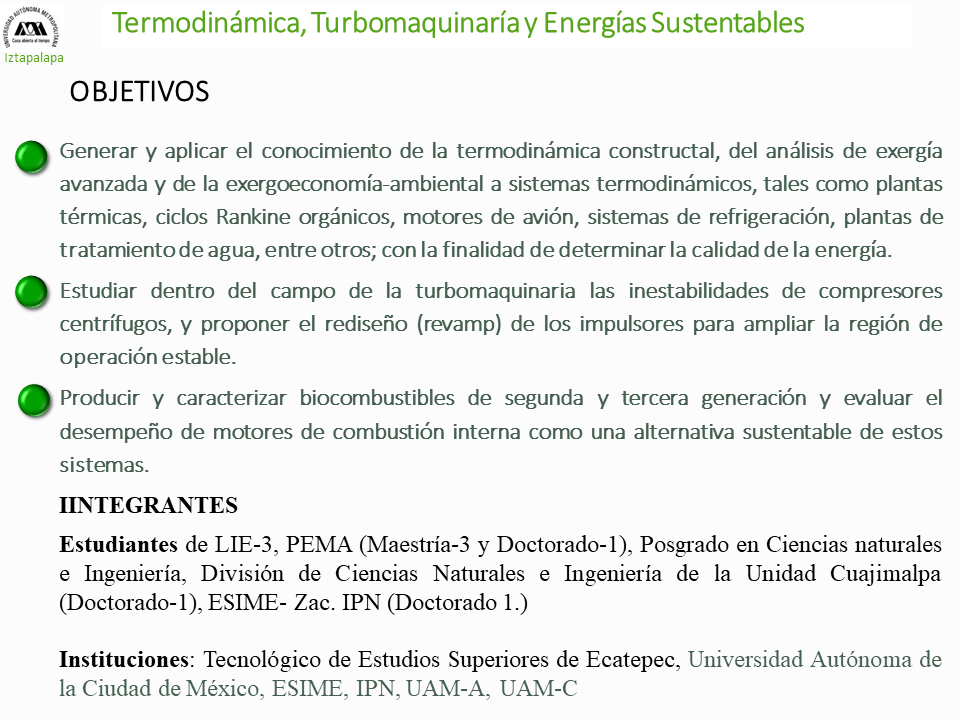 UNIVERSIDAD AUTÓNOMA METROPOLITANA
Casa abierta al tiempo
Iztapalapa
Termodinámica, Turbomaquinaría y Energías Sustentables
OBJETIVOS
Generar y aplicar el conocimiento de la termodinámica constructal, del análisis de exergía
avanzada y de la exergoeconomía-ambiental a sistemas termodinámicos, tales como plantas
térmicas, ciclos Rankine orgánicos, motores de avión, sistemas de refrigeración, plantas de
tratamiento de agua, entre otros; con la finalidad de determinar la calidad de la energía.
Estudiar dentro del campo de la turbomaquinaria las inestabilidades de compresores
centrífugos, y proponer el rediseño (revamp) de los impulsores para ampliar la región de
operación estable.
Producir y caracterizar biocombustibles de segunda y tercera generación y evaluar el
desempeño de motores de combustión interna como una alternativa sustentable de estos
sistemas.
IINTEGRANTES
Estudiantes de LIE-3, PEMA (Maestría-3 y Doctorado-1), Posgrado en Ciencias naturales
e Ingeniería, División de Ciencias Naturales e Ingeniería de la Unidad Cuajimalpa
(Doctorado-1), ESIME- Zac. IPN (Doctorado 1.)
Instituciones: Tecnológico de Estudios Superiores de Ecatepec, Universidad Autónoma de
la Ciudad de México, ESIME, IPN, UAM-A, UAM-C